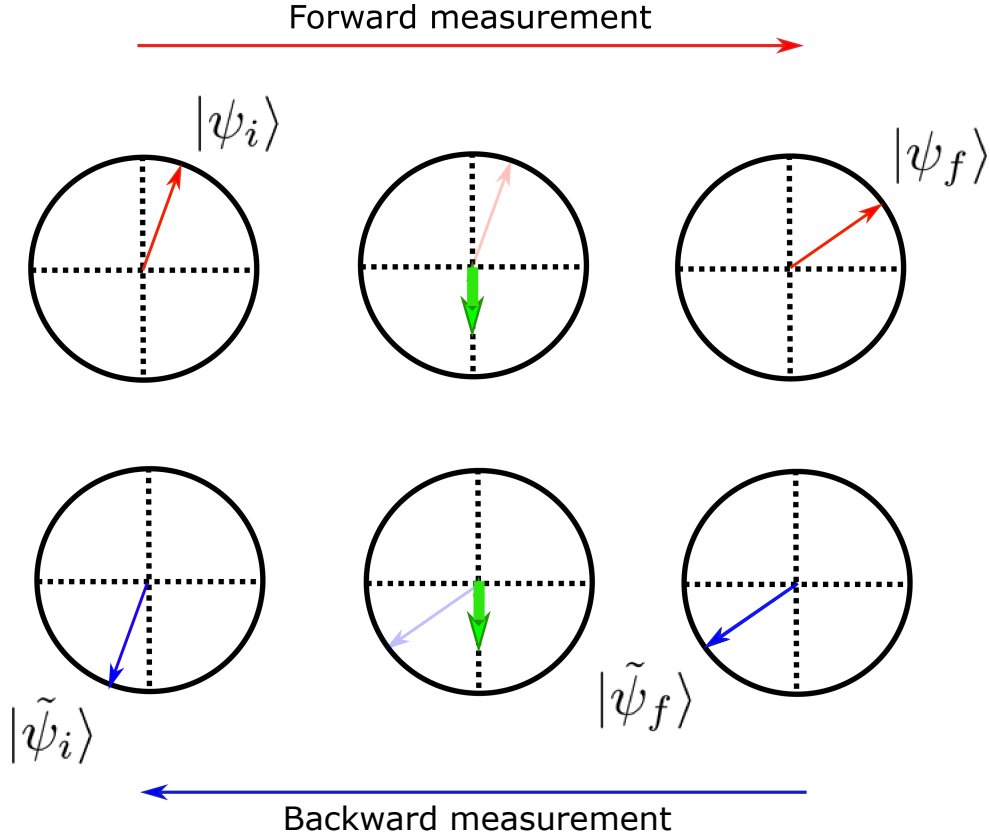 Forward measurement
|ψ_i⟩
|ψ_f⟩
|ψ̃_i⟩
|ψ̃_f⟩
Backward measurement